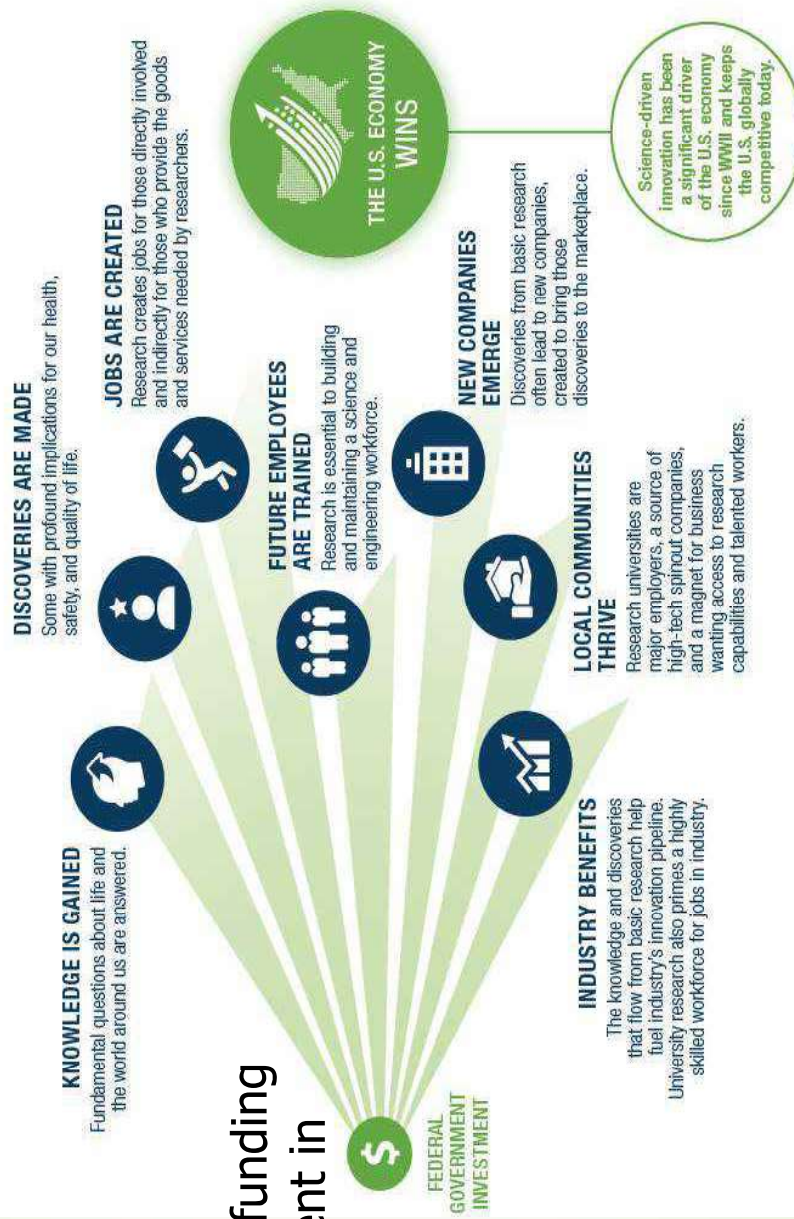 funding
ent in
FEDERAL
GOVERNMENT
INVESTMENT
KNOWLEDGE IS GAINED
Fundamental questions about life and
the world around us are answered.
DISCOVERIES ARE MADE
Some with profound implications for our health,
safety, and quality of life.
JOBS ARE CREATED
Research creates jobs for those directly involved
and indirectly for those who provide the goods
and services needed by researchers.
FUTURE EMPLOYEES
ARE TRAINED
Research is essential to building
and maintaining a science and
engineering workforce.
NEW COMPANIES
EMERGE
Discoveries from basic research
often lead to new companies,
created to bring those
discoveries to the marketplace.
LOCAL COMMUNITIES
THRIVE
Research universities are
major employers, a source of
high-tech spinout companies,
and a magnet for business
wanting access to research
capabilities and talented workers.
INDUSTRY BENEFITS
The knowledge and discoveries
that flow from basic research help
fuel industry's innovation pipeline.
University research also primes a highly
skilled workforce for jobs in industry.
THE U.S. ECONOMY
WINS
Science-driven
innovation has been
a significant driver
of the U.S. economy
since WWII and keeps
the U.S. globally
competitive today.
$